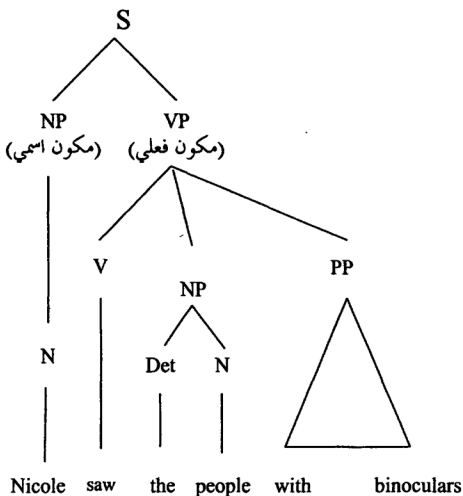 S
NP VP
(مكون اسمي) (مكون فعلي)
V PP
NP
N Det N
Nicole saw the people with binoculars